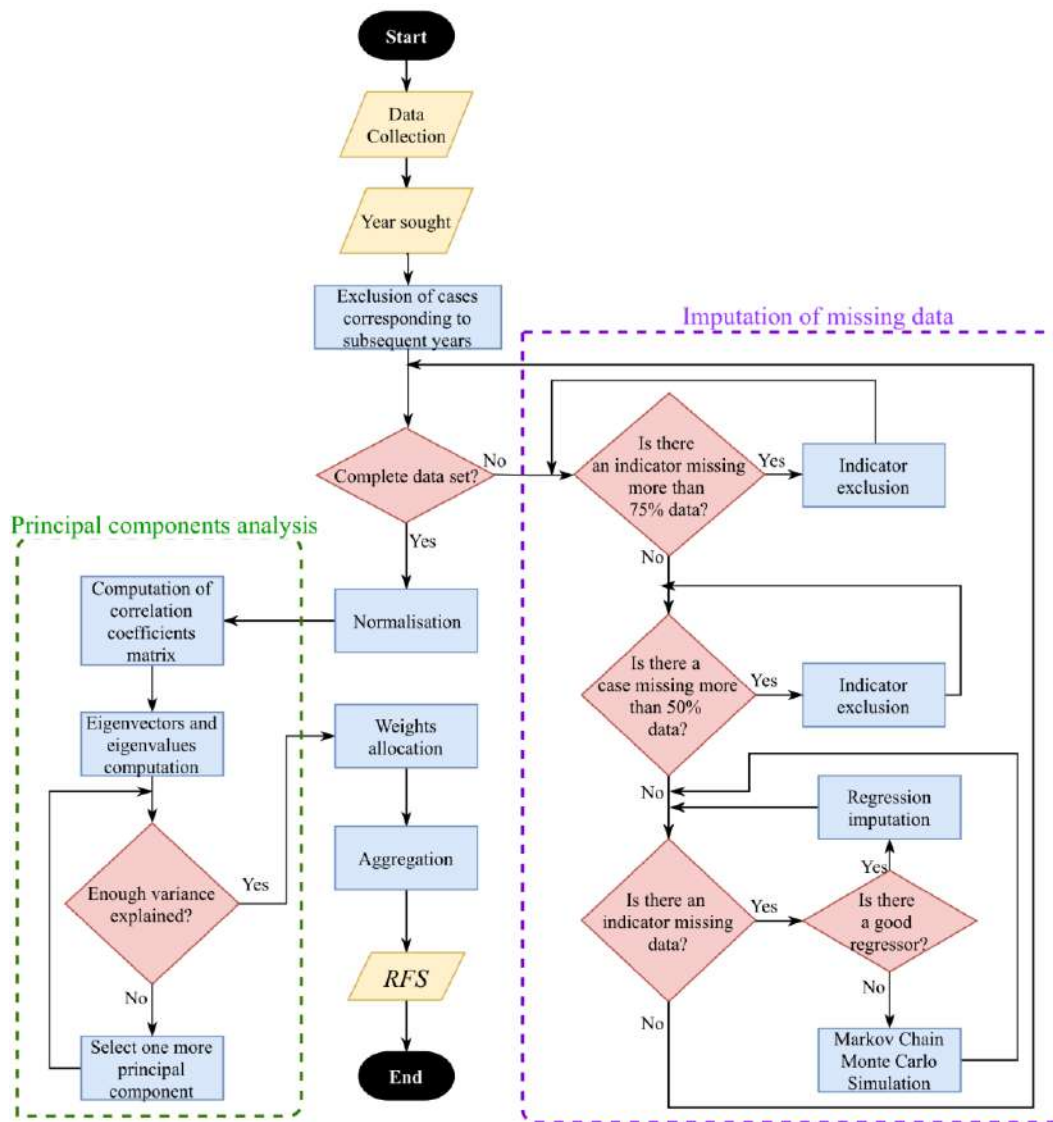 Start
Data
Collection
Year sought
Exclusion of cases
corresponding to
subsequent years
Imputation of missing data
Complete data set?
No
Yes
Is there
an indicator missing
more than
75% data?
Yes
Indicator
exclusion
No
Principal components analysis
Computation of
correlation
coefficients
matrix
Normalisation
Is there a
case missing more
than 50%
data?
Yes
Indicator
exclusion
No
Eigenvectors and
eigenvalues
computation
Weights
allocation
Regression
imputation
Enough variance
explained?
Yes
No
Aggregation
Is there an
indicator missing
data?
Yes
No
Yes
Is there
a good
regressor?
No
RFS
Select one more
principal
component
Markov Chain
Monte Carlo
Simulation
End